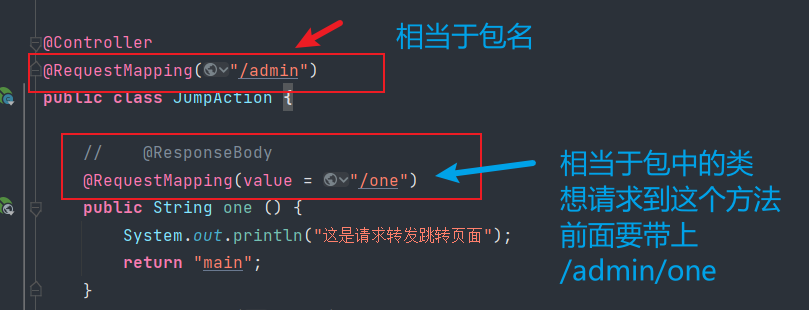 相当于包名
@Controller
@RequestMapping("/admin")
public class JumpAction {
//    @ResponseBody
@RequestMapping(value = "/one")
public String one () {
System.out.println("这是请求转发跳转页面");
return "main";
}
相当于包中的类
想请求到这个方法
前面要带上
/admin/one